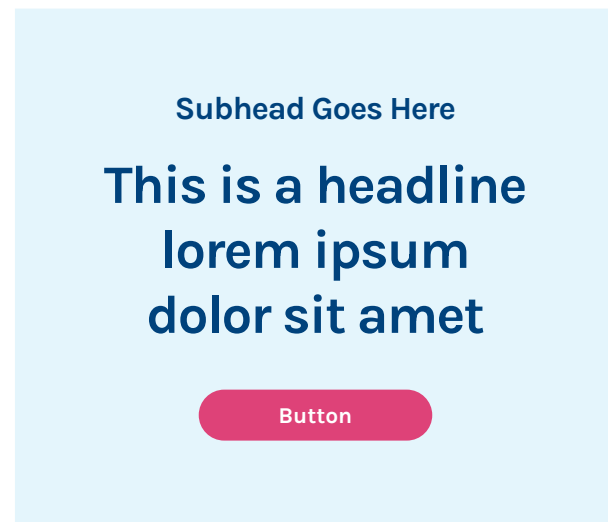 Subhead Goes Here
This is a headline
lorem ipsum
dolor sit amet
Button